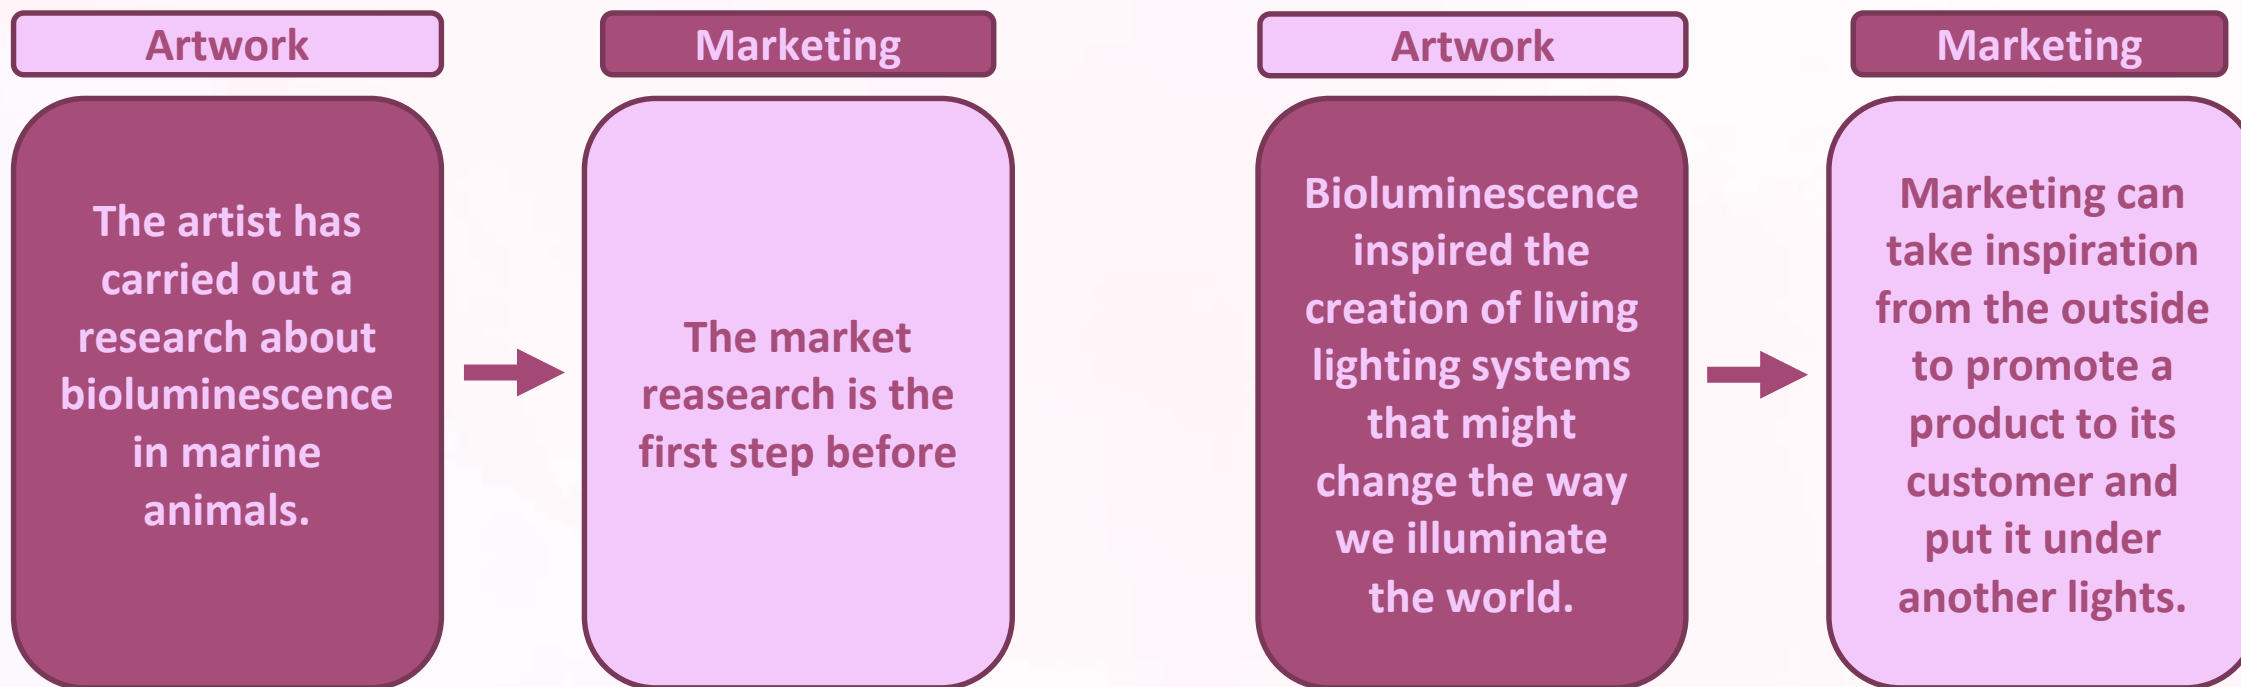 Artwork
The artist has
carried out a
research about
bioluminescence
in marine
animals.
Marketing
The market
reasearch is the
first step before
Artwork
Bioluminescence
inspired the
creation of living
lighting systems
that might
change the way
we illuminate
the world.
Marketing
Marketing can
take inspiration
from the outside
to promote a
product to its
customer and
put it under
another lights.